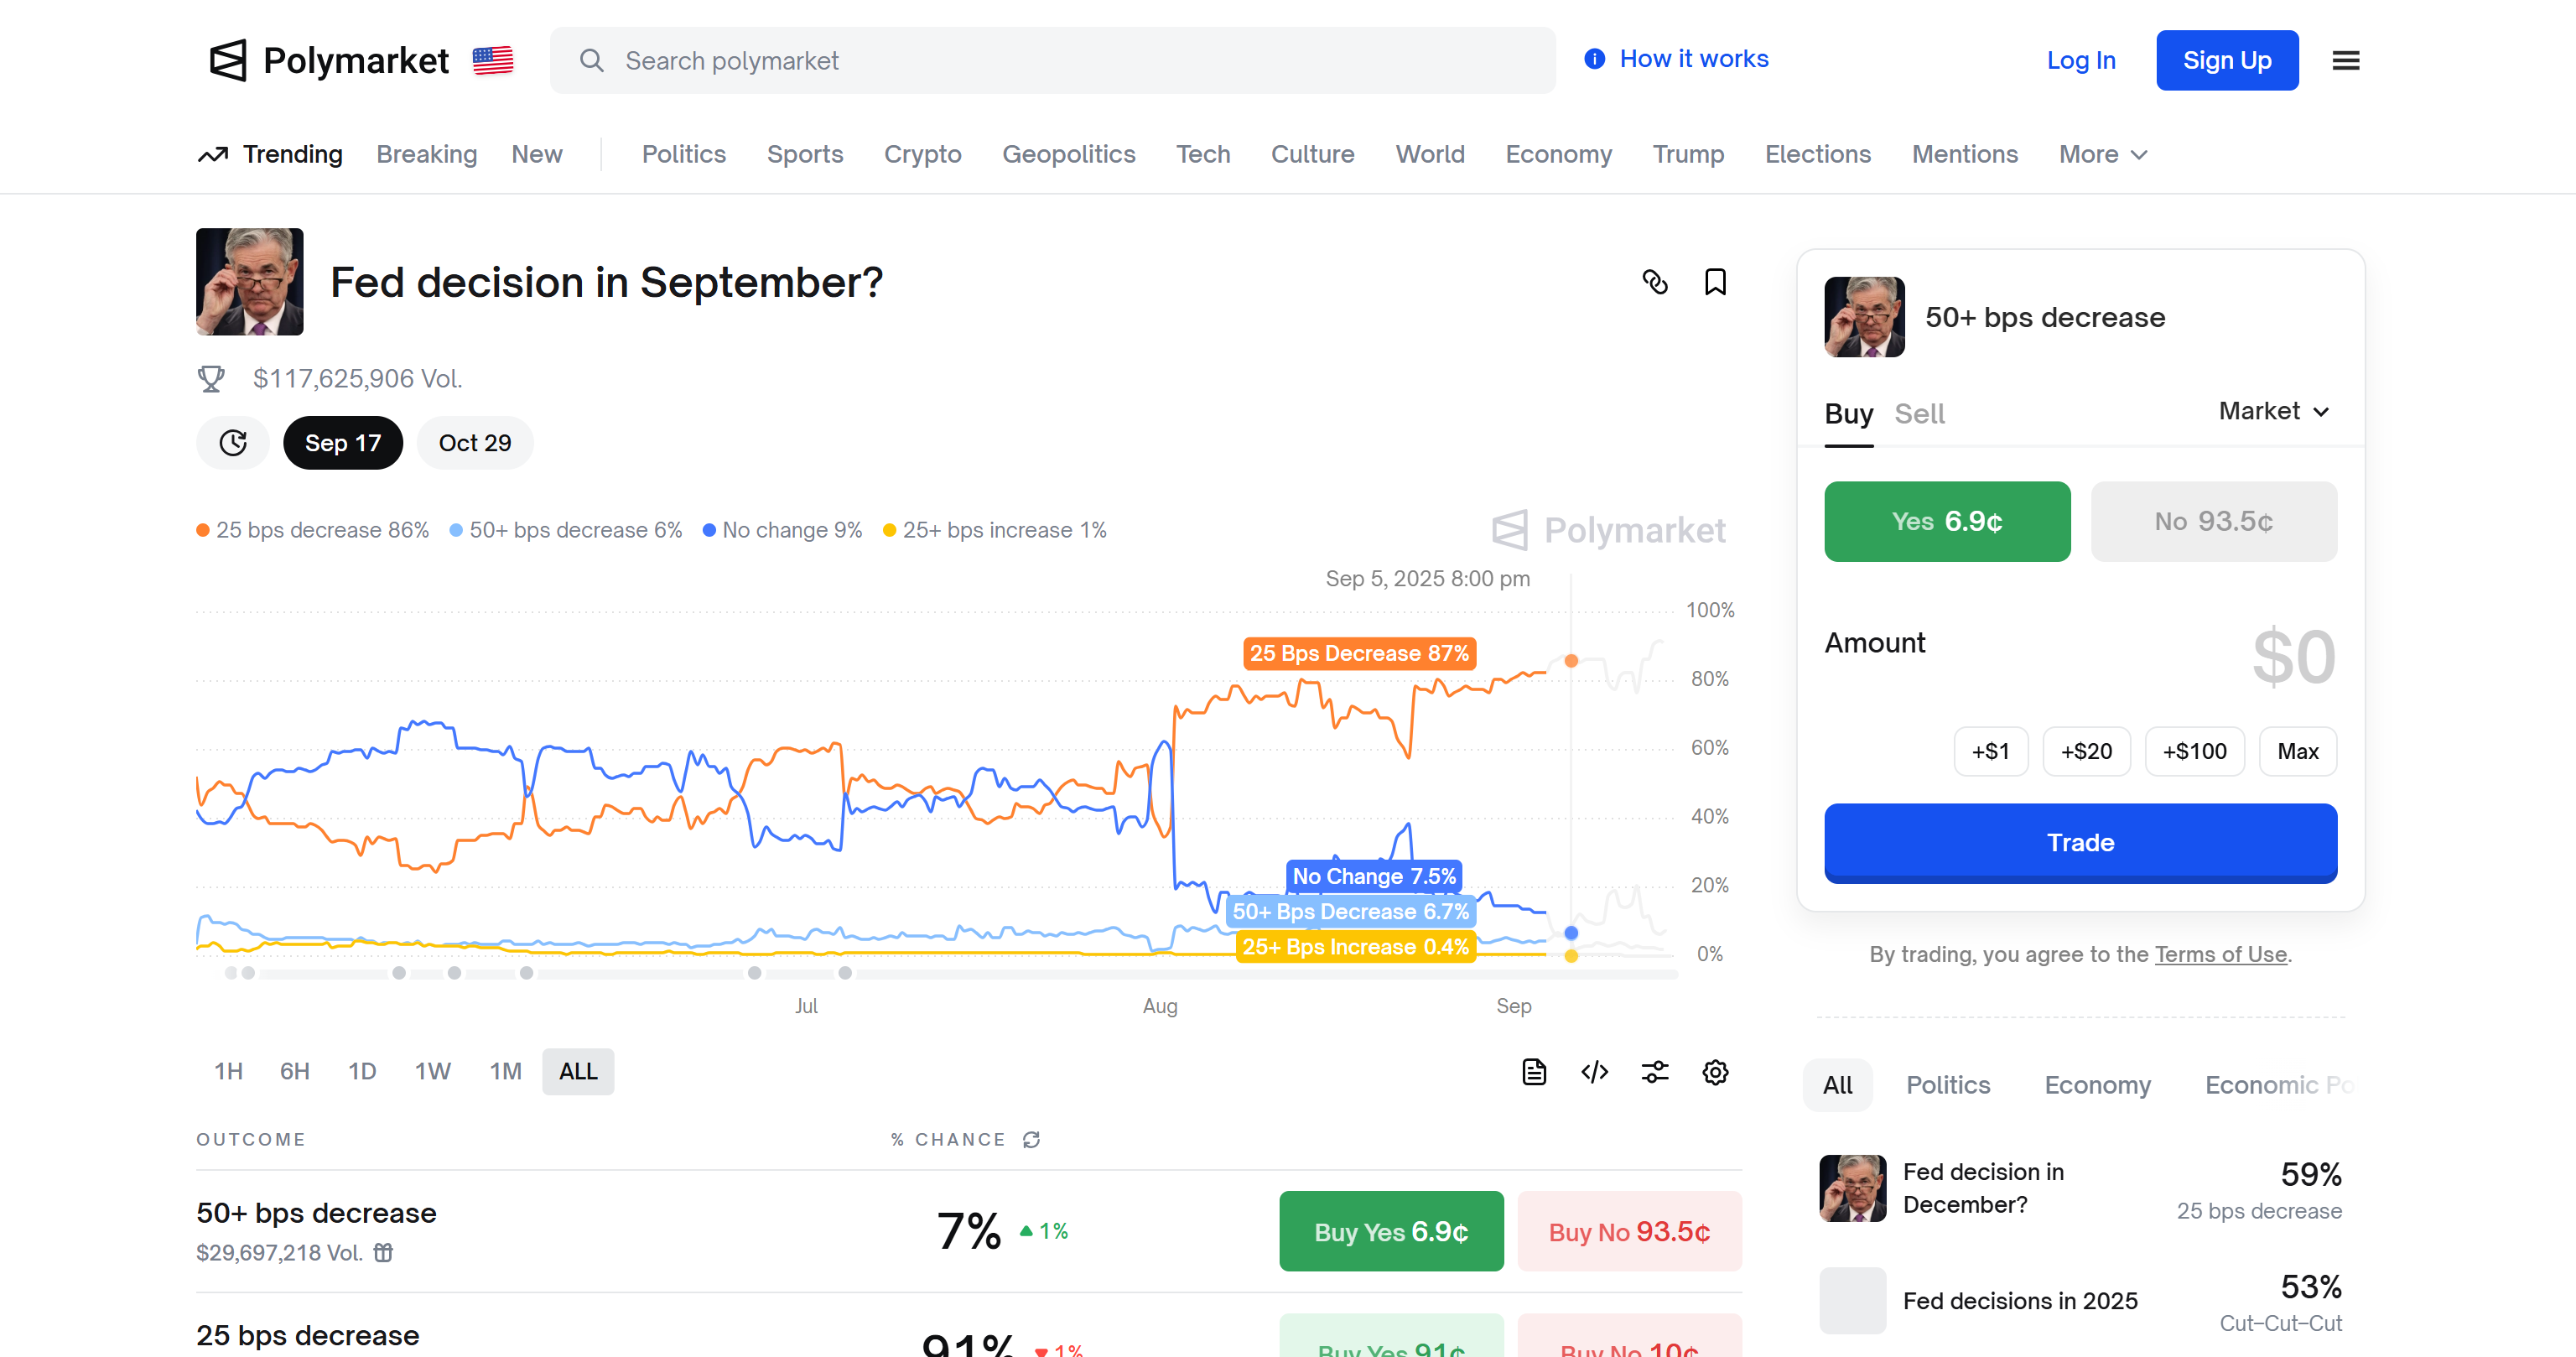 Polymarket
Search polymarket
How it works
Log In
Sign Up
Trending
Breaking
New
Politics
Sports
Crypto
Geopolitics
Tech
Culture
World
Economy
Trump
Elections
Mentions
More
Fed decision in September?
$117,625,906 Vol.
Sep 17
Oct 29
25 bps decrease 86%
50+ bps decrease 6%
No change 9%
25+ bps increase 1%
Polymarket
Sep 5, 2025 8:00 pm
100%
80%
60%
40%
20%
0%
25 Bps Decrease 87%
No Change 7.5%
50+ Bps Decrease 6.7%
25+ Bps Increase 0.4%
Jul
Aug
Sep
1H
6H
1D
1W
1M
ALL
OUTCOME
% CHANCE
50+ bps decrease
$29,697,218 Vol.
7%
1%
Buy Yes 6.9¢
Buy No 93.5¢
25 bps decrease
91%
1%
Buy Yes 91¢
Buy No 10¢
50+ bps decrease
Buy
Sell
Market
Yes 6.9¢
No 93.5¢
Amount
$0
+$1
+$20
+$100
Max
Trade
By trading, you agree to the Terms of Use.
All
Politics
Economy
Economic Po
Fed decision in
December?
59%
25 bps decrease
Fed decisions in 2025
53%
Cut–Cut–Cut